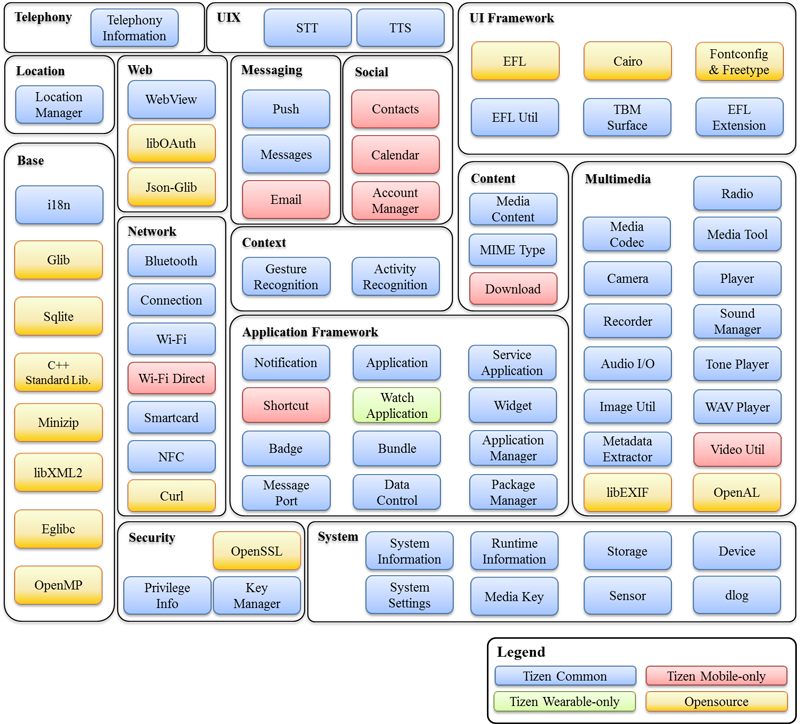 Telephony
Telephony
Information
UIX
STT
TTS
UI Framework
EFL
Cairo
Fontconfig
& Freetype
EFL Util
TBM
Surface
EFL
Extension
Location
Location
Manager
Web
WebView
libOAuth
Json-Glib
Messaging
Push
Messages
Email
Social
Contacts
Calendar
Account
Manager
Base
i18n
Glib
Sqlite
C++
Standard Lib.
Minizip
libXML2
Eglibc
OpenMP
Network
Bluetooth
Connection
Wi-Fi
Wi-Fi Direct
Smartcard
NFC
Curl
Context
Gesture
Recognition
Activity
Recognition
Content
Media
Content
MIME Type
Download
Multimedia
Radio
Media
Codec
Media Tool
Camera
Player
Recorder
Sound
Manager
Audio I/O
Tone Player
Image Util
WAV Player
Metadata
Extractor
Video Util
libEXIF
OpenAL
Application Framework
Notification
Application
Service
Application
Shortcut
Watch
Application
Widget
Badge
Bundle
Application
Manager
Message
Port
Data
Control
Package
Manager
Security
OpenSSL
Privilege
Info
Key
Manager
System
System
Information
Runtime
Information
Storage
Device
System
Settings
Media Key
Sensor
dlog
Legend
Tizen Common
Tizen Mobile-only
Tizen Wearable-only
Opensource